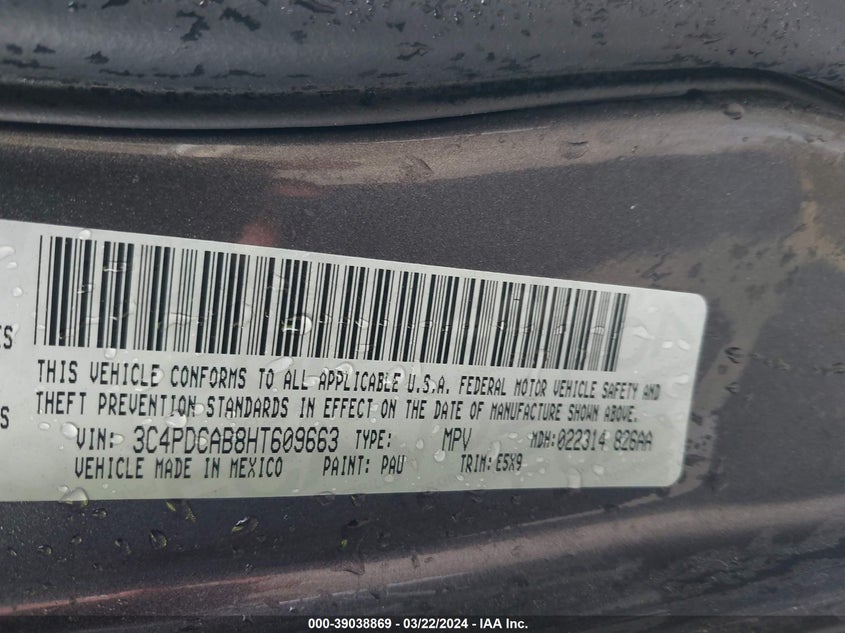 THIS VEHICLE CONFORMS TO ALL APPLICABLE U.S.A. FEDERAL MOTOR VEHICLE SAFETY AND
THEFT PREVENTION STANDARDS IN EFFECT ON THE DATE OF MANUFACTURE SHOWN ABOVE.
VIN: 3C4PDCAB8HT609663 TYPE: MPV MDH:022314 826AA
VEHICLE MADE IN MEXICO PAINT: PAU TRIM: E5X9
000-39038869 - 03/22/2024 - IAA Inc.